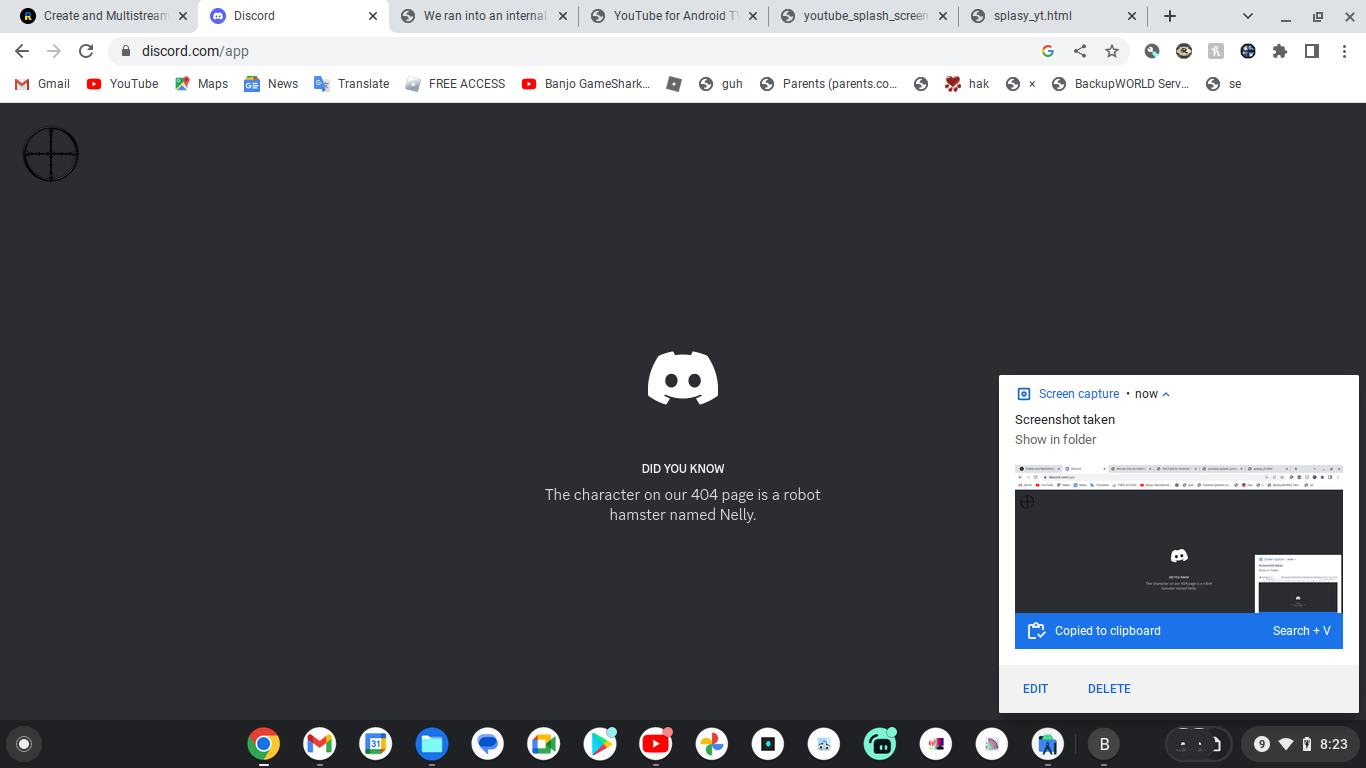 Create and Multistream
Discord
We ran into an internal
YouTube for Android TV
youtube_splash_screen
splasy_yt.html
discord.com/app
Gmail
YouTube
Maps
News
Translate
FREE ACCESS
Banjo GameShark...
guh
Parents (parents.co...
hak
×
BackupWORLD Serv...
se
DID YOU KNOW
The character on our 404 page is a robot
hamster named Nelly.
Screen capture • now
Screenshot taken
Show in folder
Copied to clipboard
Search + V
EDIT
DELETE
31
B
9
8:23